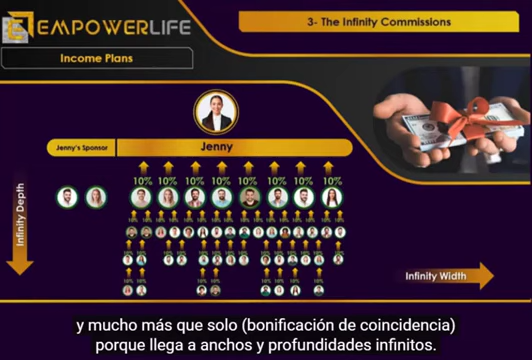 EMPOWERLIFE
3- The Infinity Commissions
Income Plans
Jenny's Sponsor
Jenny
10% 10% 10% 10% 10% 10% 10% 10%
Infinity Depth
Infinity Width
y mucho más que solo (bonificación de coincidencia)
porque llega a anchos y profundidades infinitos.